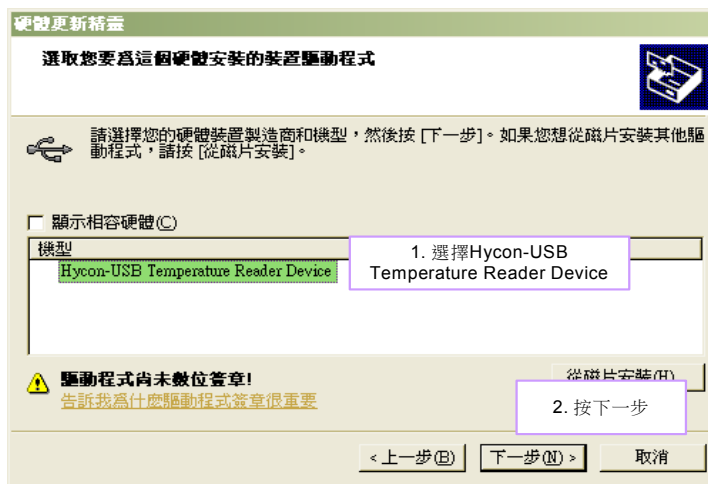 硬體更新精靈
選取您要為這個硬體安裝的裝置驅動程式
請選擇您的硬體裝置製造商和機型，然後按 [下一步]。如果您想從磁片安裝其他驅
動程式，請按 [從磁片安裝]。
顯示相容硬體(C)
機型
Hycon-USB Temperature Reader Device
1. 選擇Hycon-USB
Temperature Reader Device
驅動程式尚未數位簽章!
告訴我為什麼驅動程式簽章很重要
從磁片安裝(H)...
2. 按下一步
<上一步(B)
下一步(N) >
取消